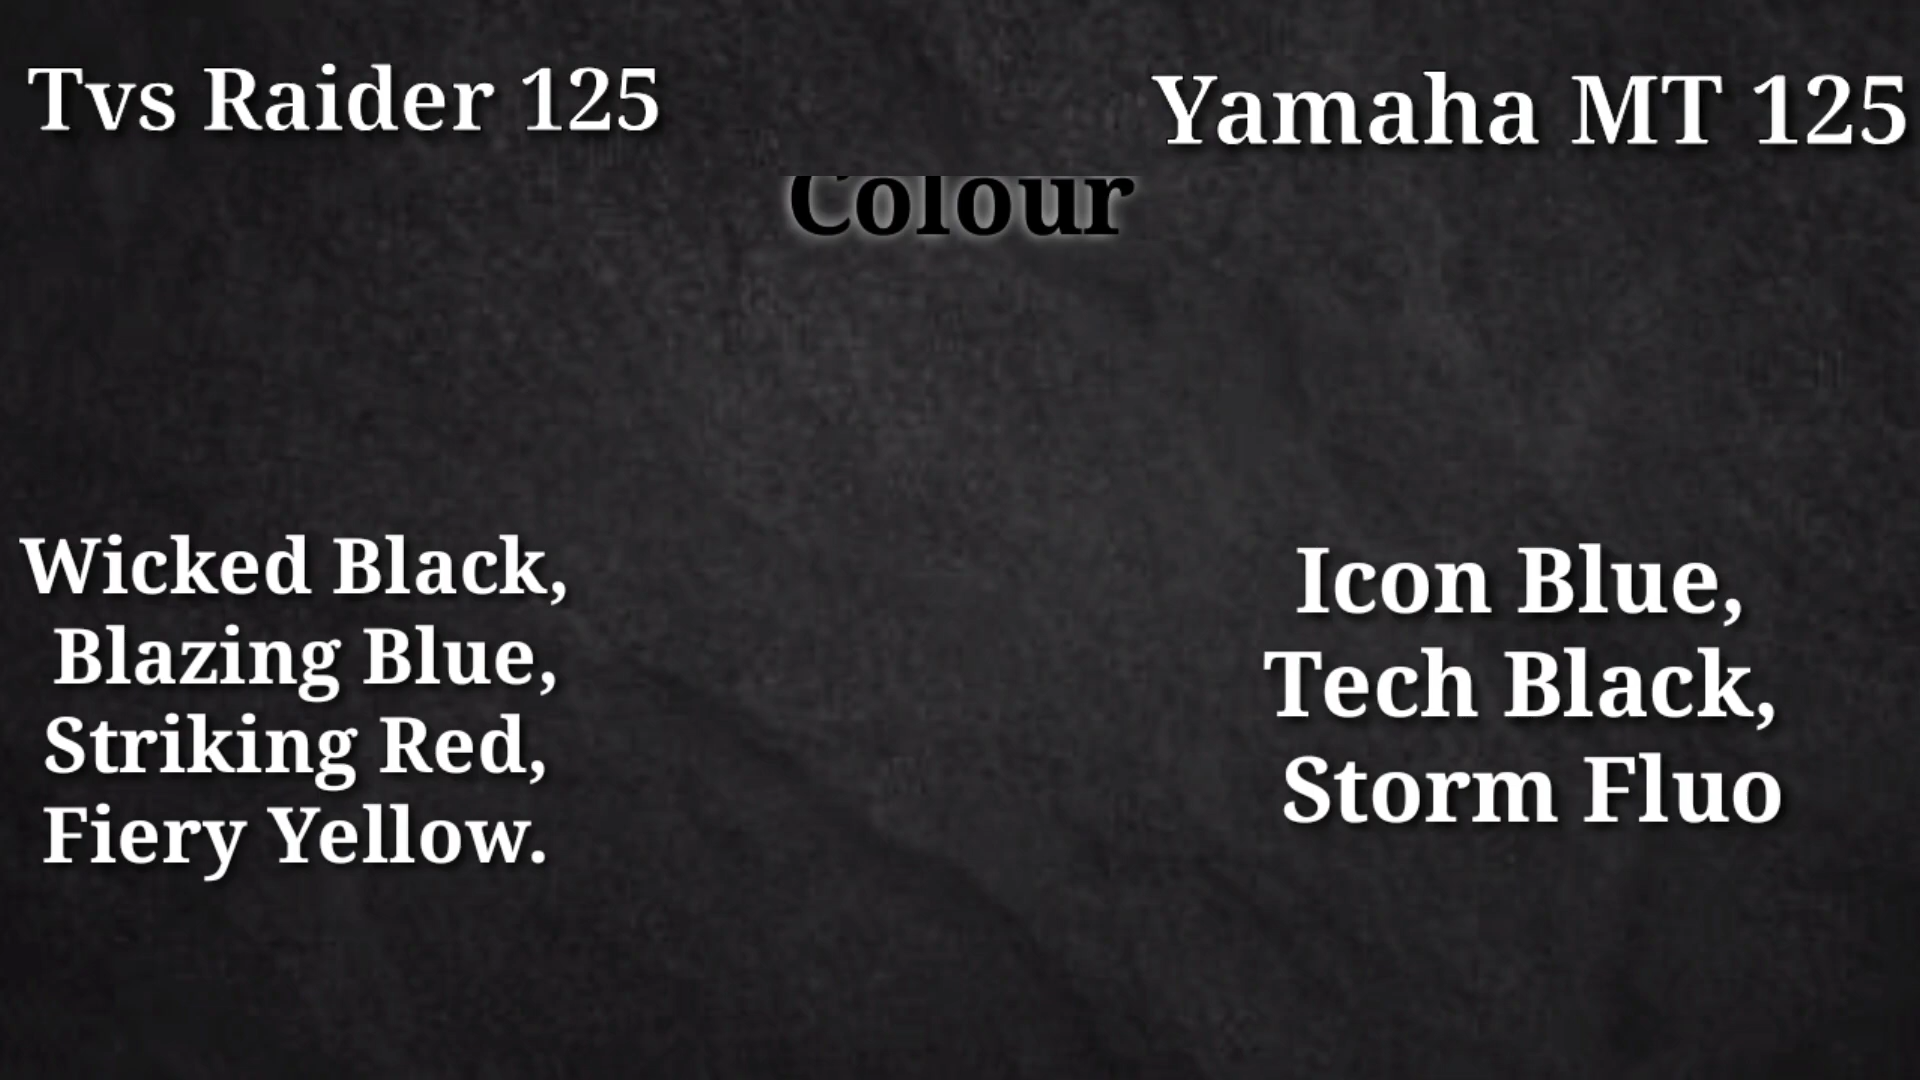 Tvs Raider 125
Yamaha MT 125
Colour
Wicked Black,
Blazing Blue,
Striking Red,
Fiery Yellow.
Icon Blue,
Tech Black,
Storm Fluo